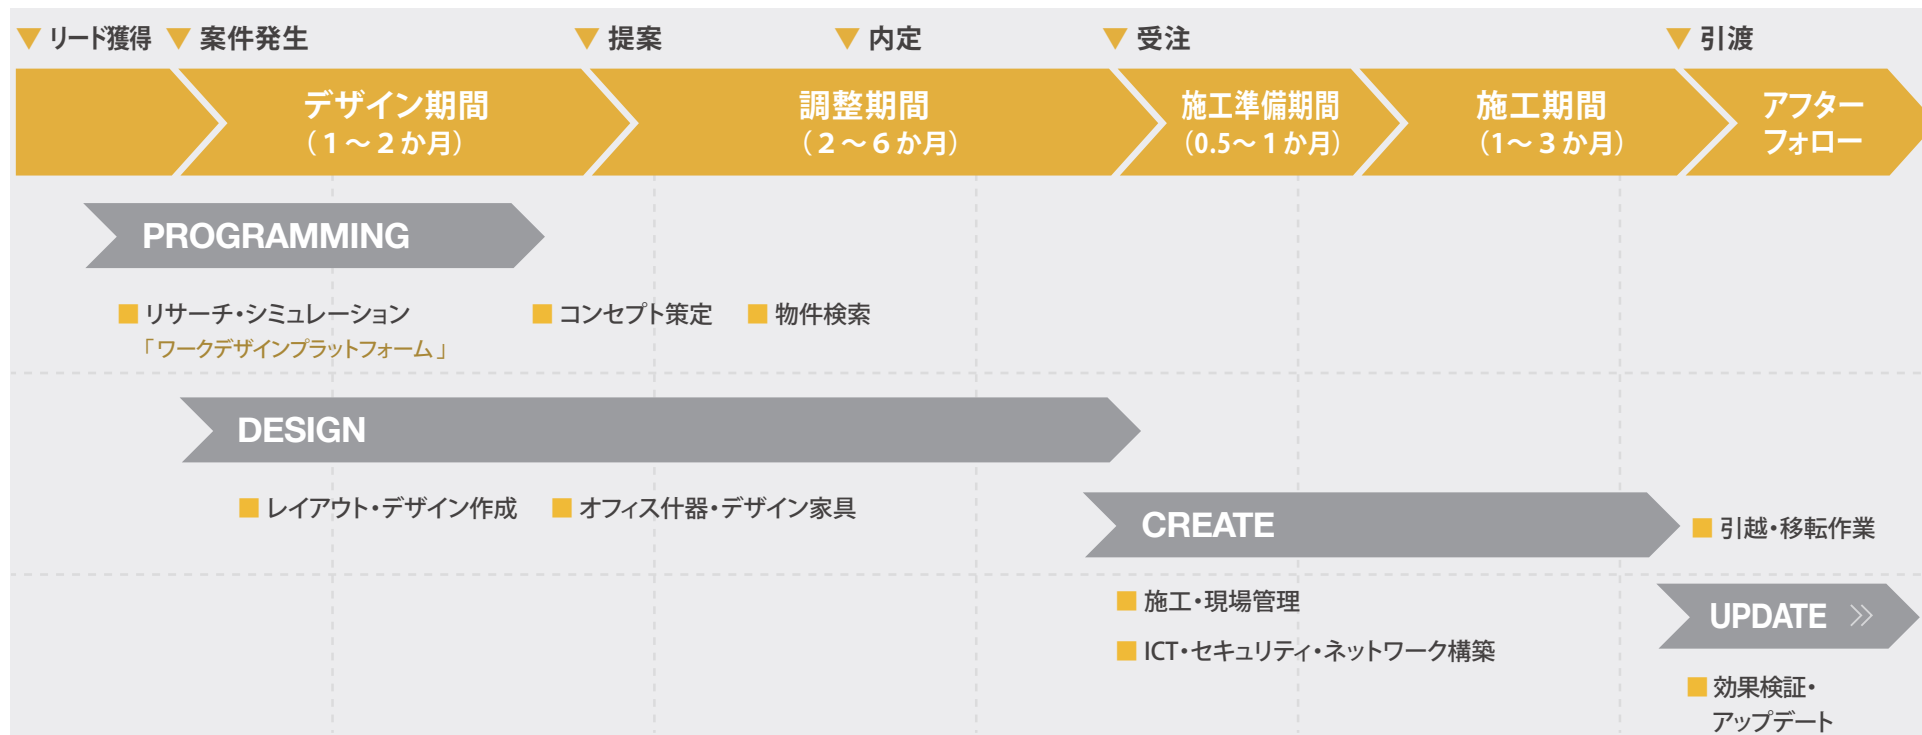 ▼ リード獲得 ▼ 案件発生 ▼ 提案 ▼ 内定 ▼ 受注 ▼ 引渡
デザイン期間
（1～2か月）
調整期間
（2～6か月）
施工準備期間
（0.5～1か月）
施工期間
（1～3か月）
アフター
フォロー
PROGRAMMING
■ リサーチ・シミュレーション
「ワークデザインプラットフォーム」
■ コンセプト策定
■ 物件検索
DESIGN
■ レイアウト・デザイン作成
■ オフィス什器・デザイン家具
CREATE
■ 引越・移転作業
■ 施工・現場管理
■ ICT・セキュリティ・ネットワーク構築
UPDATE
■ 効果検証・
アップデート